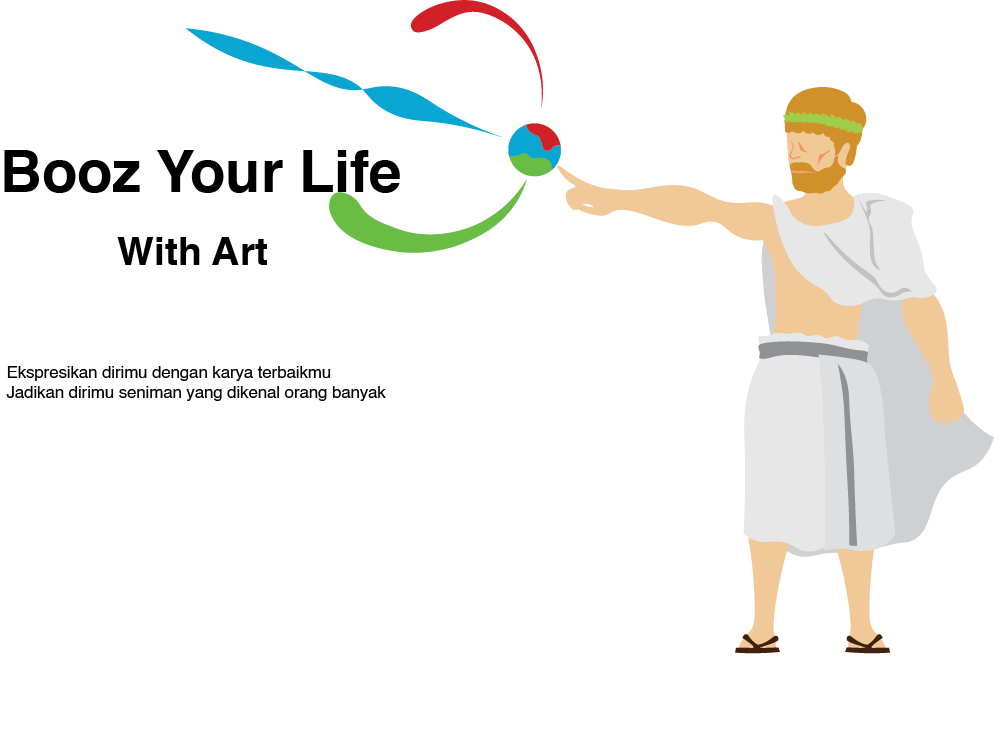 Booz Your Life
With Art
Ekspresikan dirimu dengan karya terbaikmu
Jadikan dirimu seniman yang dikenal orang banyak